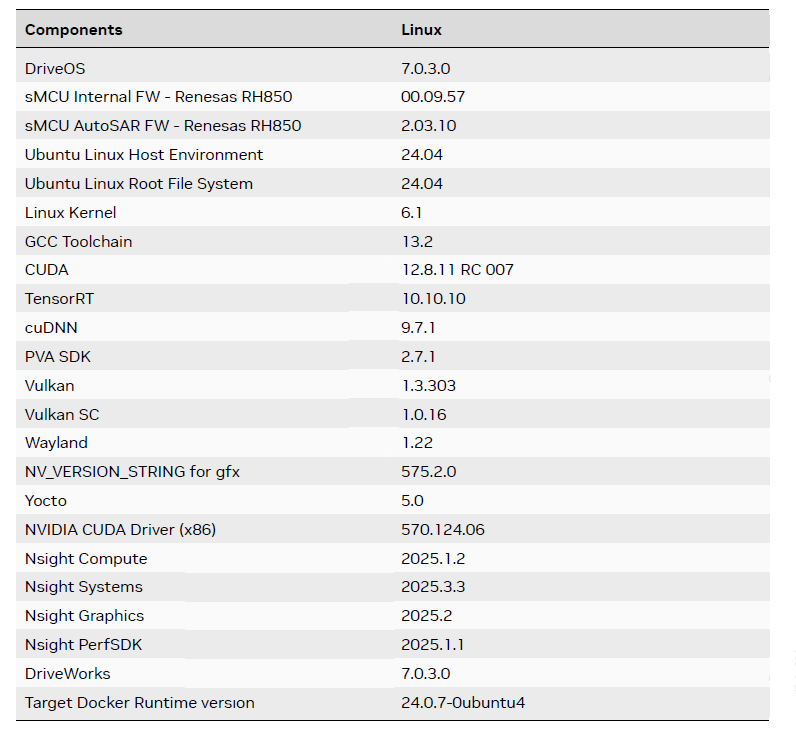 Components Linux
DriveOS 7.0.3.0
sMCU Internal FW - Renesas RH850 00.09.57
sMCU AutoSAR FW - Renesas RH850 2.03.10
Ubuntu Linux Host Environment 24.04
Ubuntu Linux Root File System 24.04
Linux Kernel 6.1
GCC Toolchain 13.2
CUDA 12.8.11 RC 007
TensorRT 10.10.10
cuDNN 9.7.1
PVA SDK 2.7.1
Vulkan 1.3.303
Vulkan SC 1.0.16
Wayland 1.22
NV_VERSION_STRING for gfx 575.2.0
Yocto 5.0
NVIDIA CUDA Driver (x86) 570.124.06
Nsight Compute 2025.1.2
Nsight Systems 2025.3.3
Nsight Graphics 2025.2
Nsight PerfSDK 2025.1.1
DriveWorks 7.0.3.0
Target Docker Runtime version 24.0.7-0ubuntu4